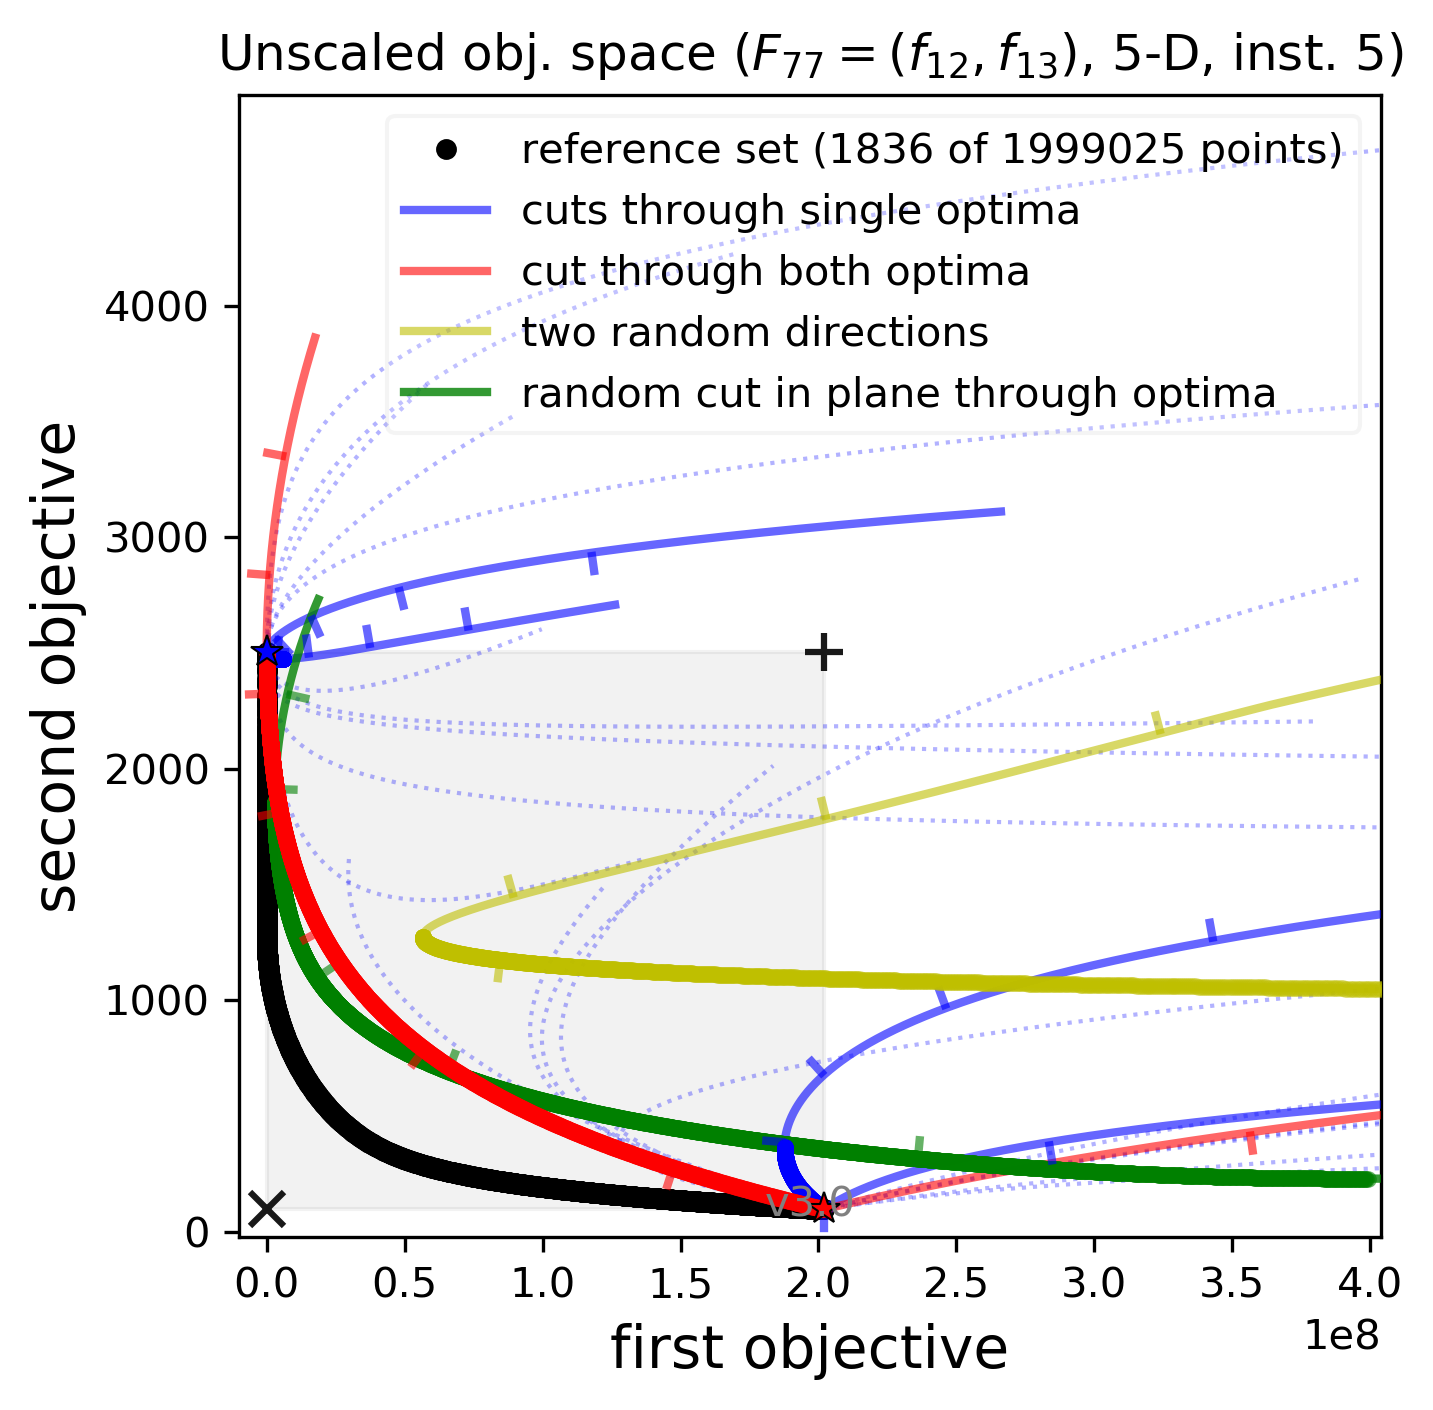 Unscaled obj. space (F77 = (f12, f13), 5-D, inst. 5)
reference set (1836 of 1999025 points)
cuts through single optima
cut through both optima
two random directions
random cut in plane through optima
second objective
4000
3000
2000
1000
0
v3.0
0.0 0.5 1.0 1.5 2.0 2.5 3.0 3.5 4.0
1e8
first objective